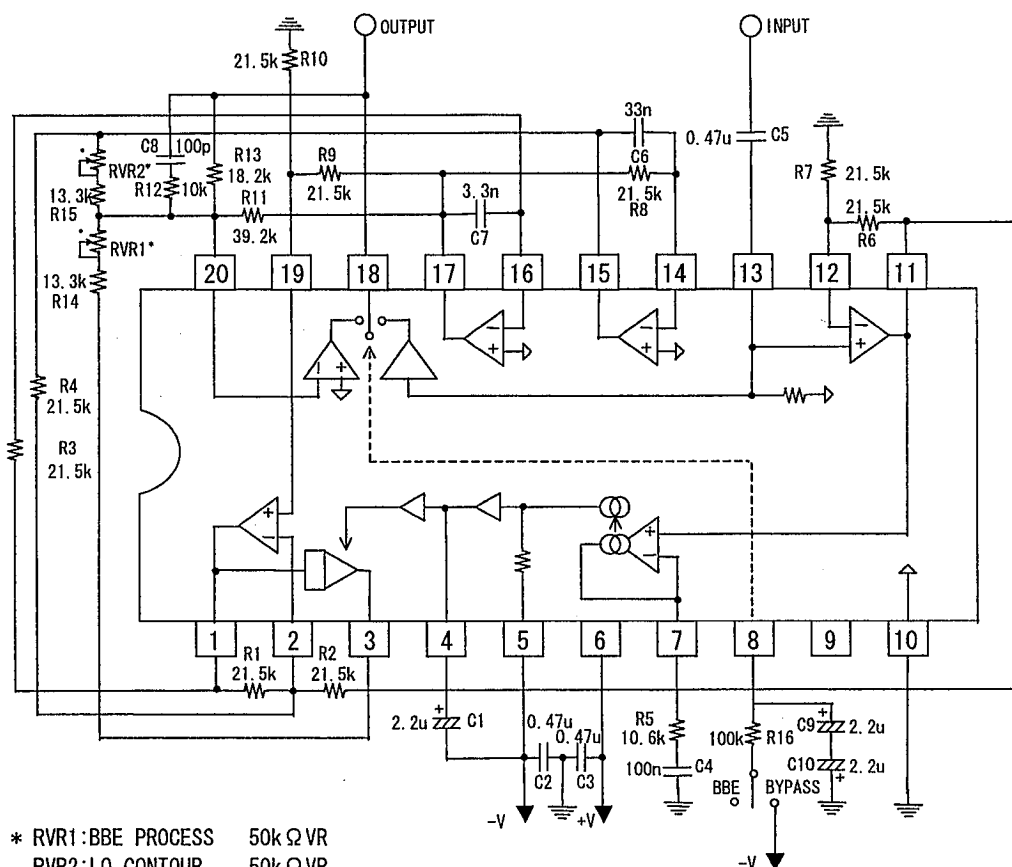 OUTPUT
INPUT
21.5k R10
33n
C8 100p
0.47u C5
RVR2*
R12 10k
R13
18.2k
R9
21.5k
C6
21.5k
R8
R7
21.5k
13.3k
R15
R11
39.2k
3.3n
C7
21.5k
R6
RVR1*
13.3k
R14
20 19 18 17 16 15 14 13 12 11
- +
- +
- +
- +
R4
21.5k
R3
21.5k
+ -
+ -
1 2 3 4 5 6 7 8 9 10
R1
21.5k
R2
21.5k
+
2.2u C1
0.47u
0.47u
C2 C3
R5
10.6k
100n C4
100k R16
C9 + 2.2u
C10 2.2u +
BBE BYPASS
-V +V
-V
* RVR1:BBE PROCESS 50kΩVR
RVR2:LO CONTOUR 50kΩVR